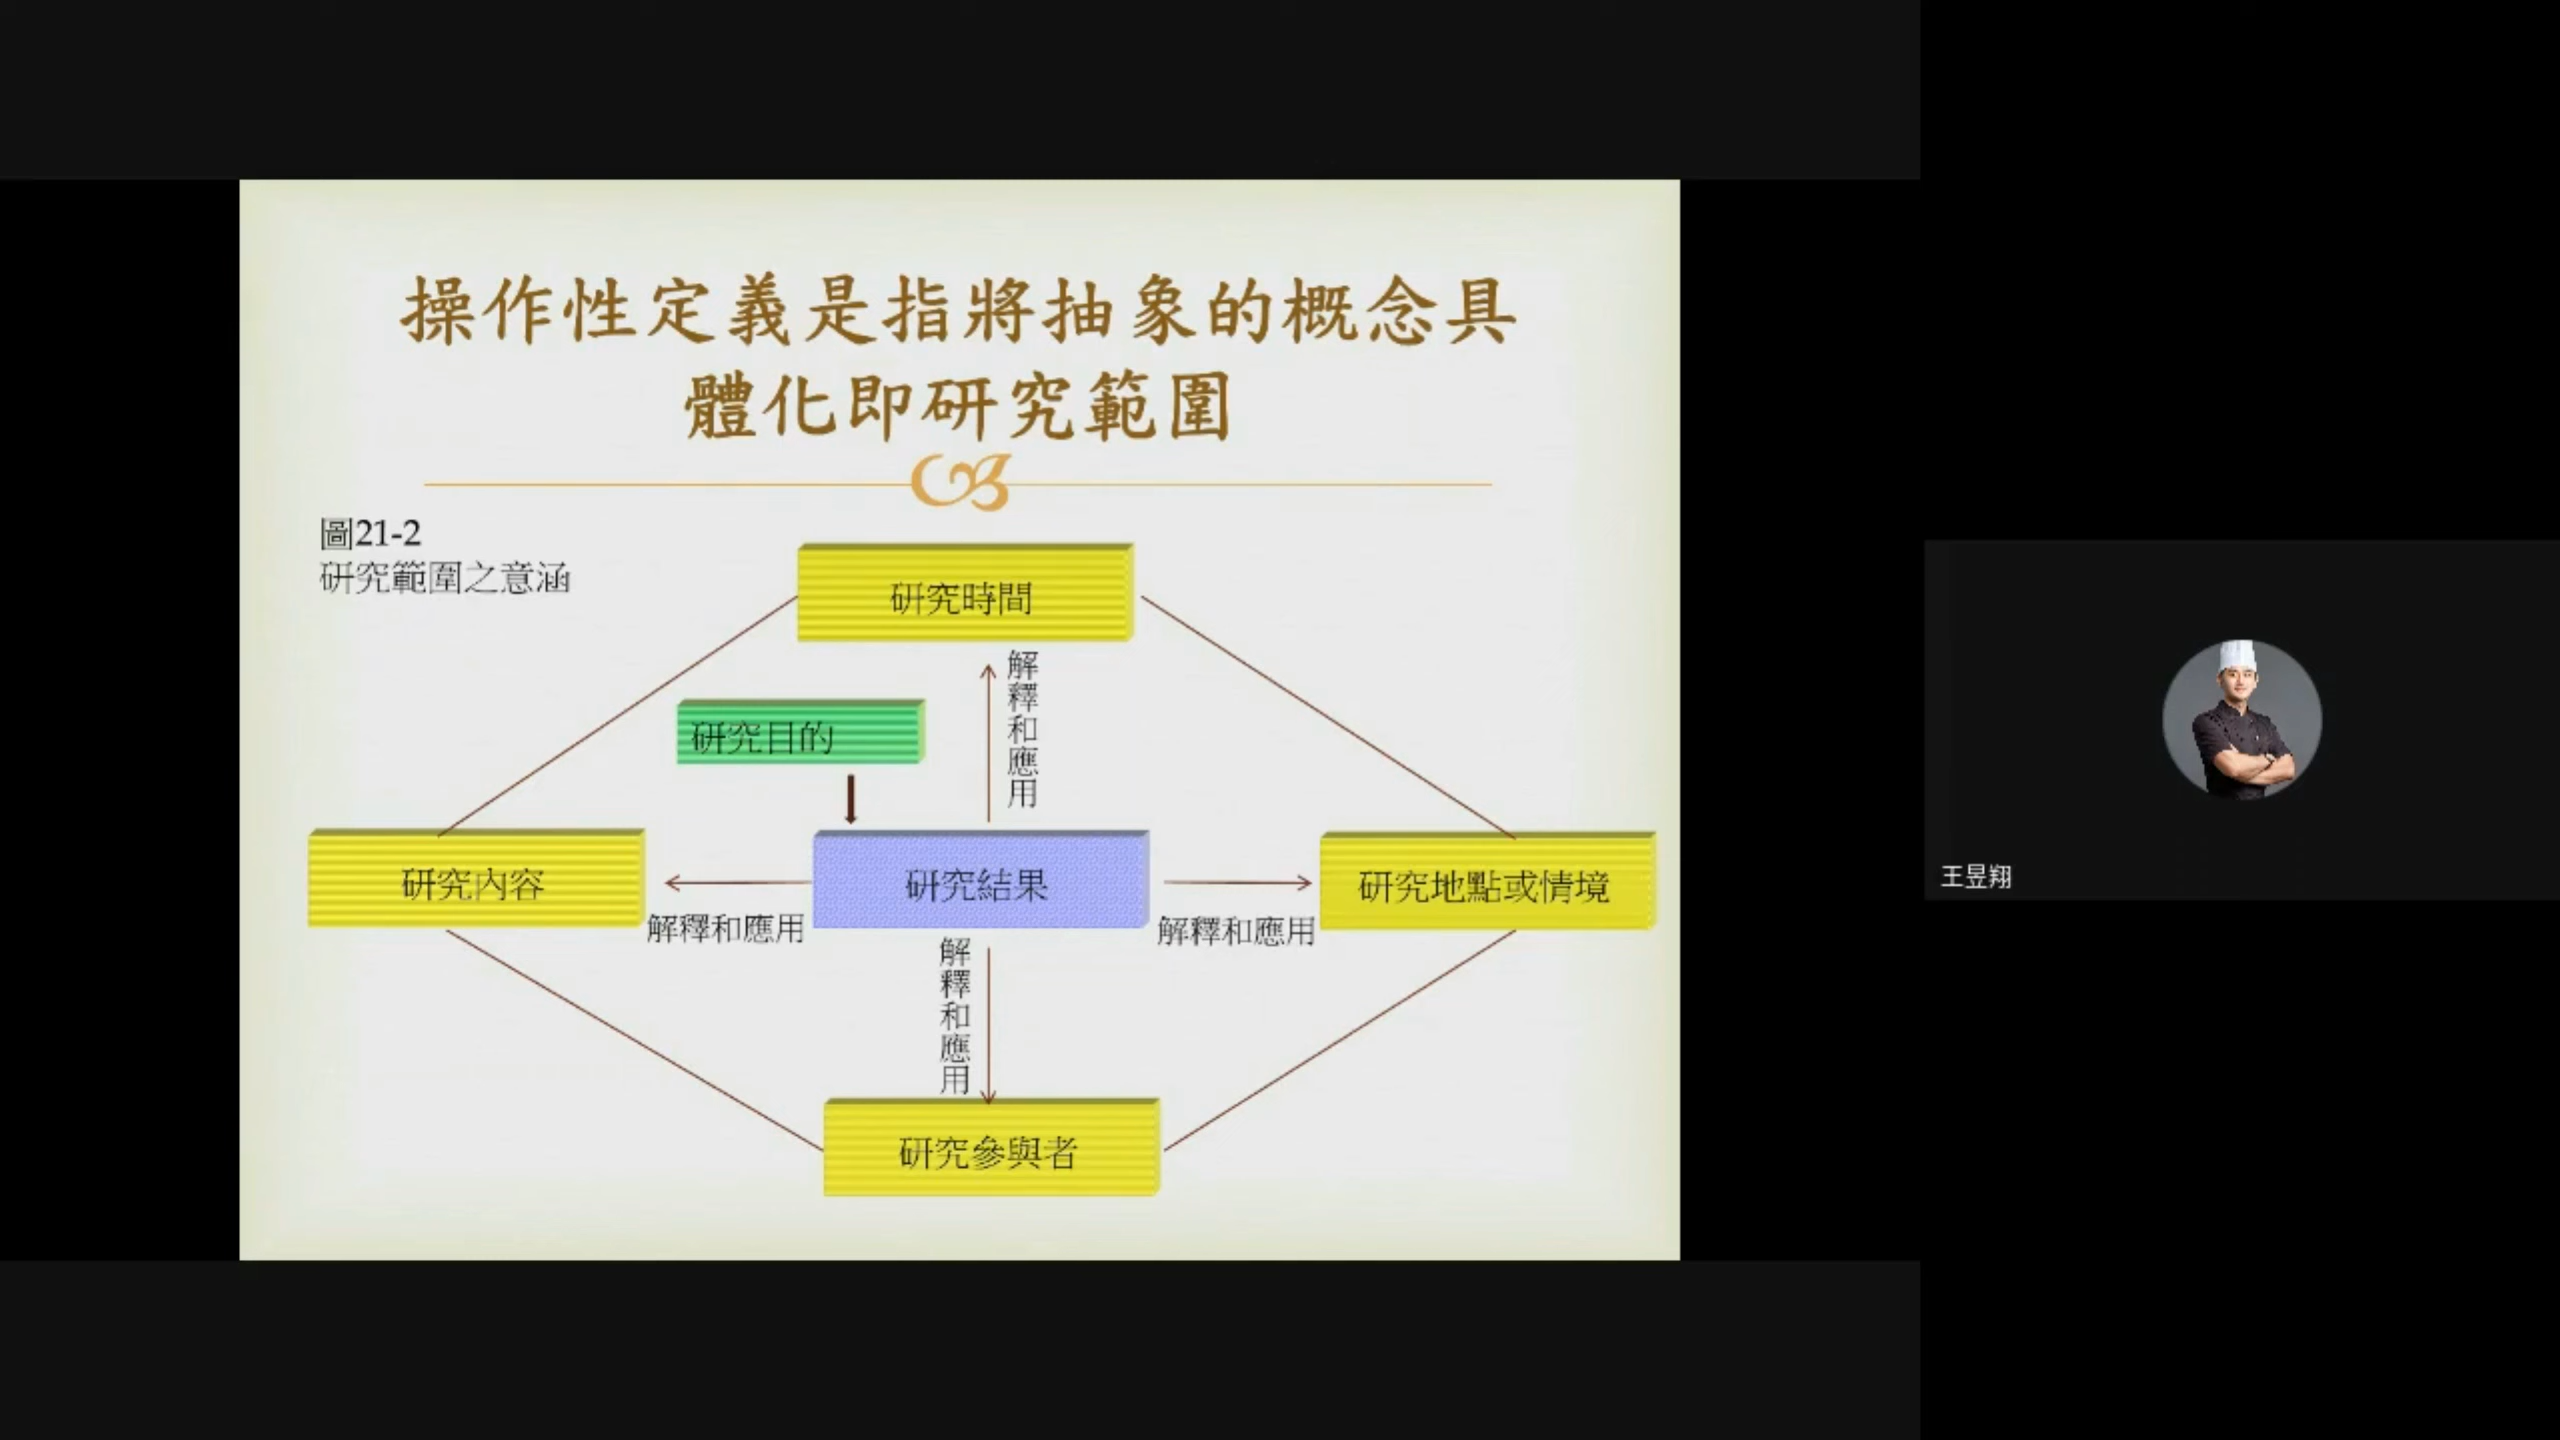 操作性定義是指將抽象的概念具
體化即研究範圍
圖21-2
研究範圍之意涵
研究時間
解釋和應用
研究目的
研究內容
解釋和應用
研究結果
解釋和應用
研究地點或情境
解釋和應用
研究參與者
王昱翔